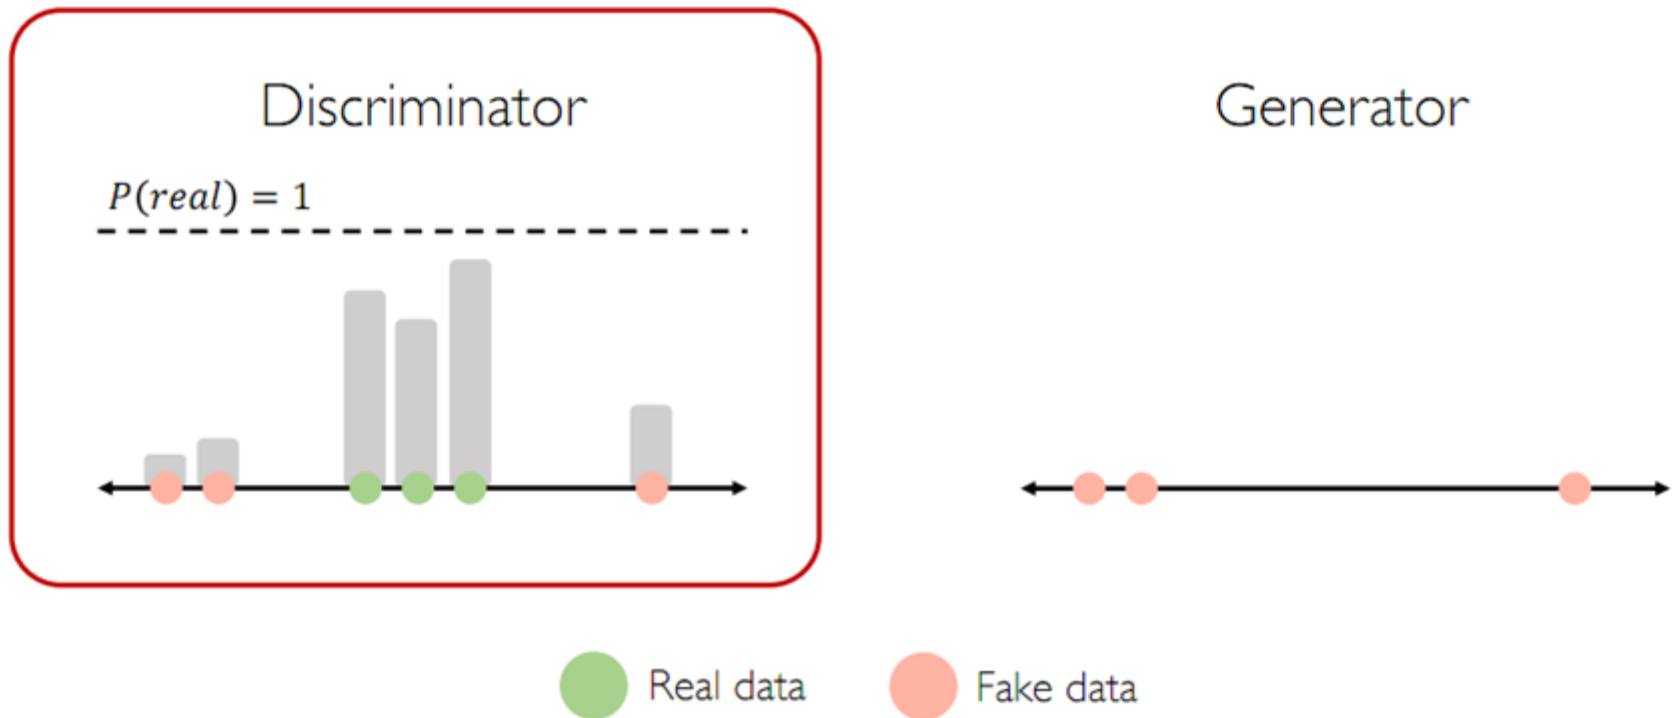 Discriminator
Generator
P(real) = 1
Real data
Fake data